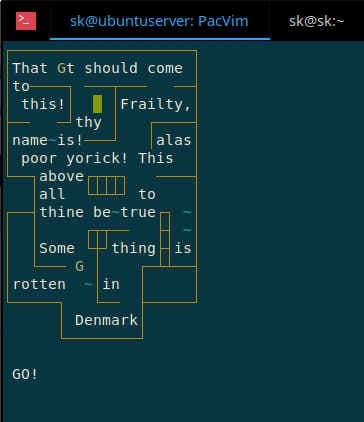 sk@ubuntuserver: PacVim sk@sk:~
That Gt should come
to
this! Frailty,
thy
name~is! alas
poor yorick! This
above
all to
thine be~true ~
~
Some thing is
G
rotten ~ in
Denmark
GO!